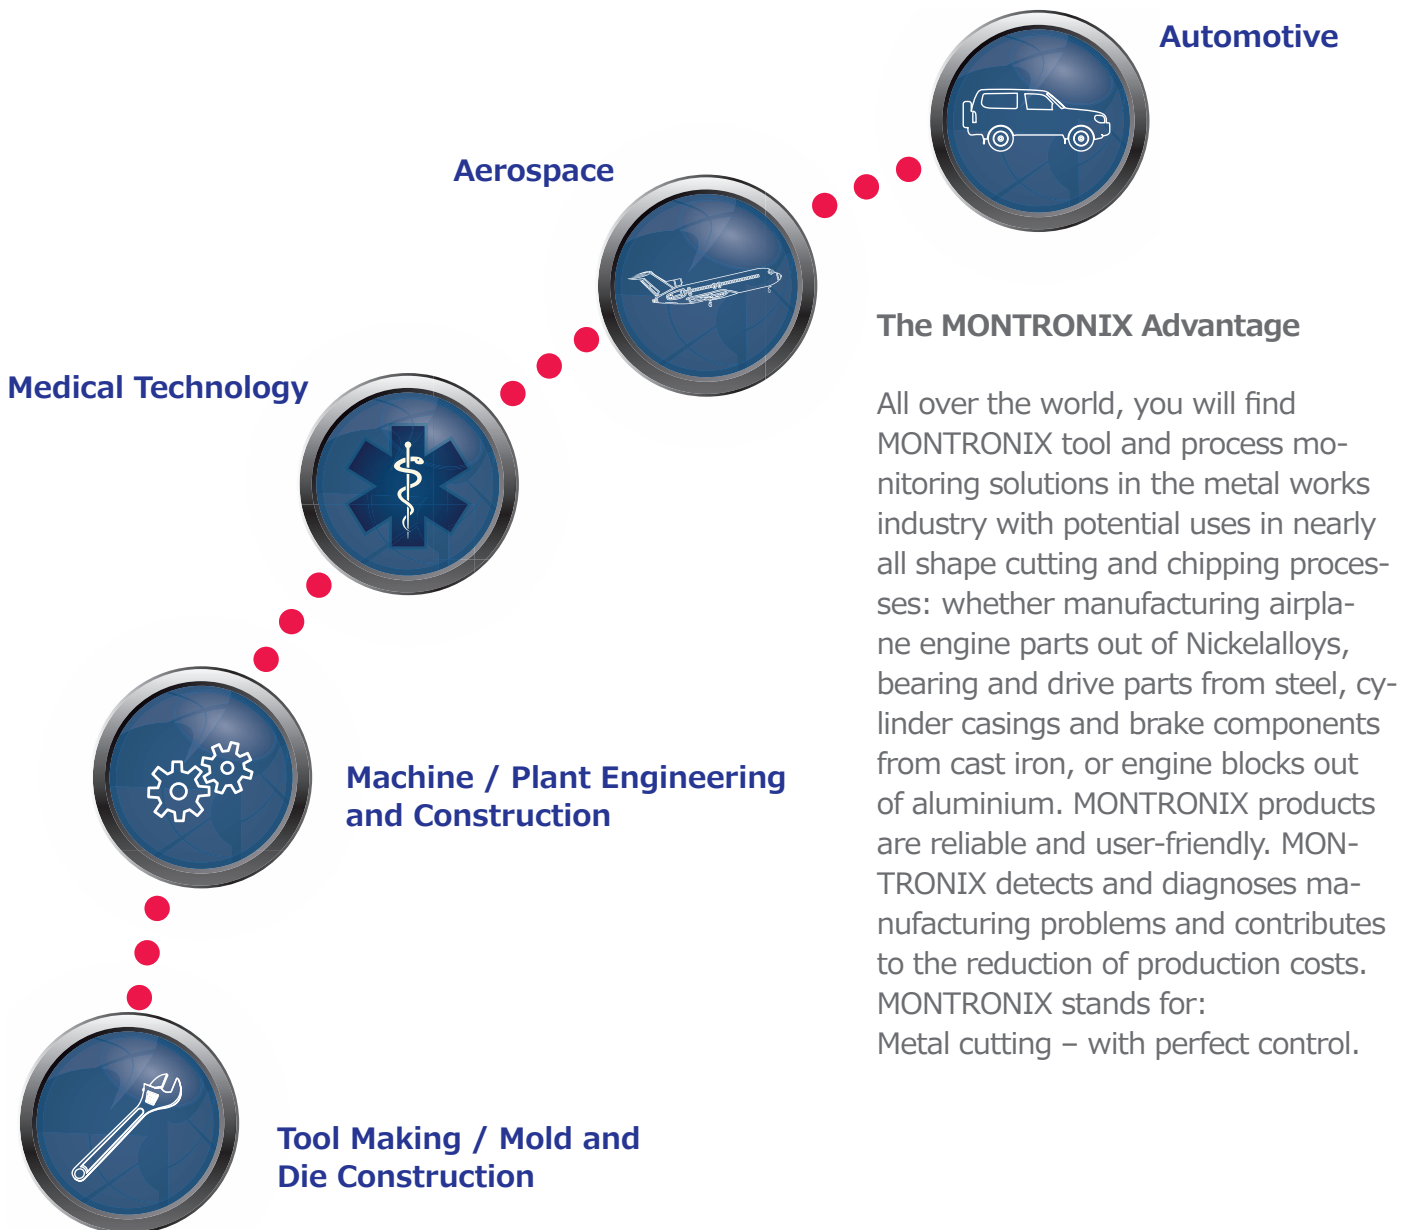 Automotive
Aerospace
Medical Technology
Machine / Plant Engineering
and Construction
Tool Making / Mold and
Die Construction
The MONTRONIX Advantage
All over the world, you will find
MONTRONIX tool and process mo-
nitoring solutions in the metal works
industry with potential uses in nearly
all shape cutting and chipping proces-
ses: whether manufacturing airpla-
ne engine parts out of Nickelalloys,
bearing and drive parts from steel, cy-
linder casings and brake components
from cast iron, or engine blocks out
of aluminium. MONTRONIX products
are reliable and user-friendly. MON-
TRONIX detects and diagnoses ma-
nufacturing problems and contributes
to the reduction of production costs.
MONTRONIX stands for:
Metal cutting – with perfect control.